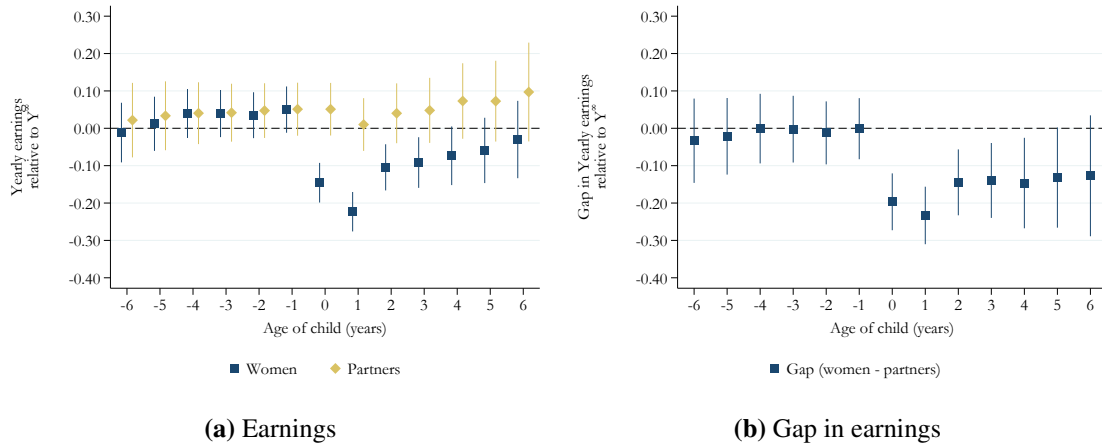 0.30
0.20
0.10
0.00
-0.10
-0.20
-0.30
-0.40
Yearly earnings
relative to Y^∞
-6 -5 -4 -3 -2 -1 0 1 2 3 4 5 6
Age of child (years)
Women Partners
(a) Earnings
0.30
0.20
0.10
0.00
-0.10
-0.20
-0.30
-0.40
Gap in Yearly earnings
relative to Y^∞
-6 -5 -4 -3 -2 -1 0 1 2 3 4 5 6
Age of child (years)
Gap (women - partners)
(b) Gap in earnings